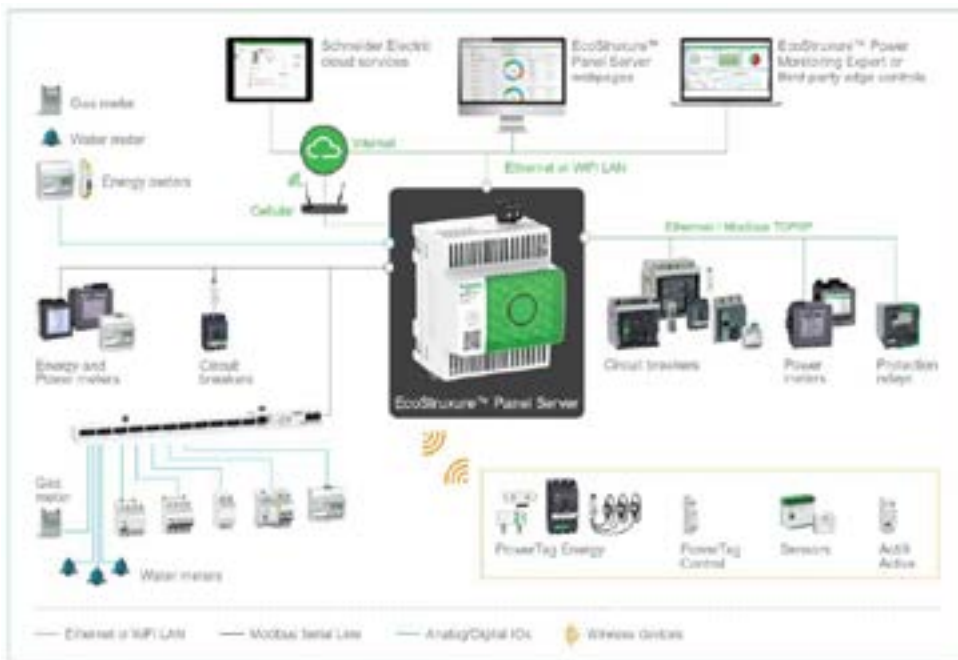 Schneider Electric
cloud services
EcoStruxure™
Panel Server
webpages
EcoStruxure™ Power
Monitoring Expert or
third party edge controls
Gas meter
Water meter
Energy meters
Internet
Cellular
Ethernet or WiFi LAN
Ethernet / Modbus TCP/IP
Energy and
Power meters
Circuit
breakers
EcoStruxure™ Panel Server
Circuit breakers
Power
meters
Protection
relays
Gas
meter
Water meters
PowerTag Energy
PowerTag
Control
Sensors
Acti9
Active
Ethernet or WiFi LAN
Modbus Serial Line
Analog/Digital IOs
Wireless devices